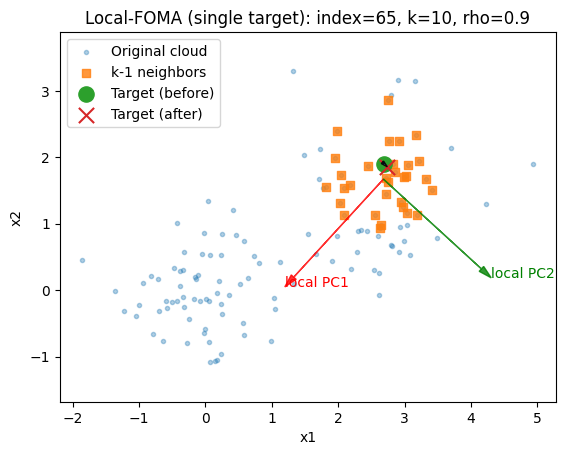 Local-FOMA (single target): index=65, k=10, rho=0.9
Original cloud
k-1 neighbors
Target (before)
Target (after)
local PC1
local PC2
x2
3
2
1
0
−1
−2
−1
0
1
2
3
4
5
x1